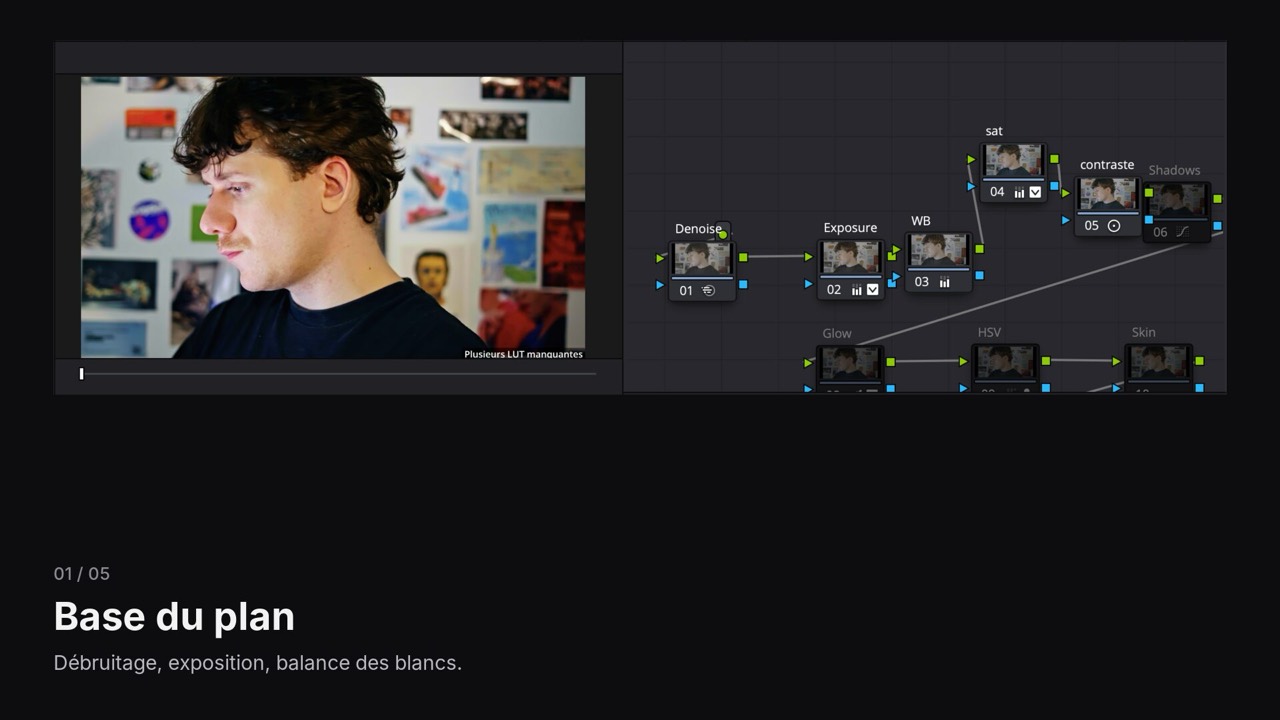 Plusieurs LUT manquantes
sat
04
contraste
05
Shadows
06
Denoise
01
Exposure
02
WB
03
Glow
HSV
Skin
01 / 05
Base du plan
Débruitage, exposition, balance des blancs.